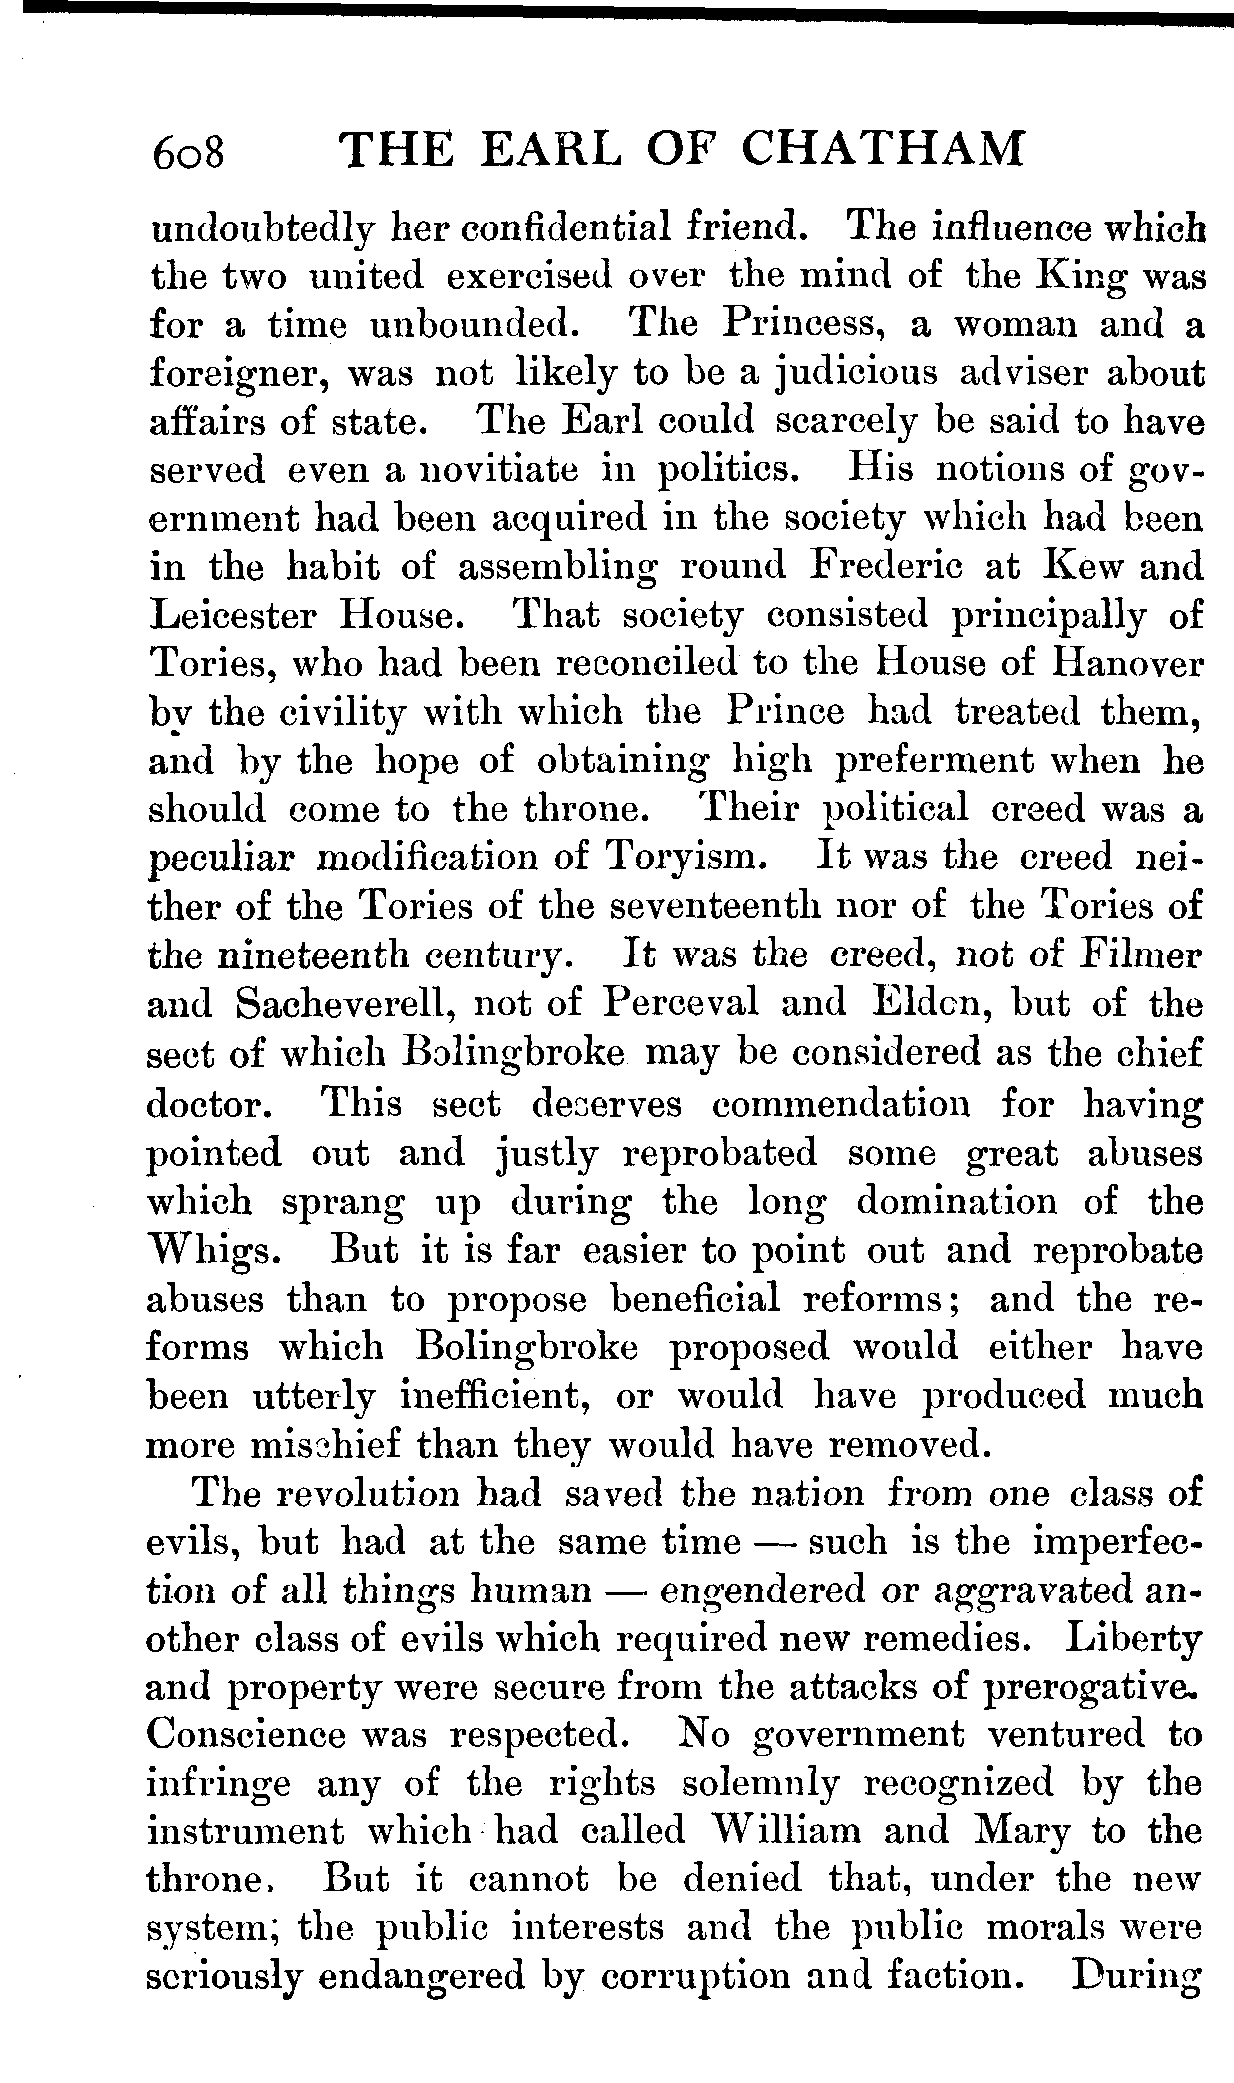 608 THE EARL OF CHATHAM
undoubtedly her confidential friend. The influence which
the two united exercised over the mind of the King was
for a time unbounded. The Princess, a woman and a
foreigner, was not likely to be a judicious adviser about
affairs of state. The Earl could scarcely be said to have
served even a novitiate in politics. His notions of gov-
ernment had been acquired in the society which had been
in the habit of assembling round Frederic at Kew and
Leicester House. That society consisted principally of
Tories, who had been reconciled to the House of Hanover
by the civility with which the Prince had treated them,
and by the hope of obtaining high preferment when he
should come to the throne. Their political creed was a
peculiar modification of Toryism. It was the creed nei-
ther of the Tories of the seventeenth nor of the Tories of
the nineteenth century. It was the creed, not of Filmer
and Sacheverell, not of Perceval and Eldon, but of the
sect of which Bolingbroke may be considered as the chief
doctor. This sect deserves commendation for having
pointed out and justly reprobated some great abuses
which sprang up during the long domination of the
Whigs. But it is far easier to point out and reprobate
abuses than to propose beneficial reforms; and the re-
forms which Bolingbroke proposed would either have
been utterly inefficient, or would have produced much
more mischief than they would have removed.
The revolution had saved the nation from one class of
evils, but had at the same time — such is the imperfec-
tion of all things human — engendered or aggravated an-
other class of evils which required new remedies. Liberty
and property were secure from the attacks of prerogative.
Conscience was respected. No government ventured to
infringe any of the rights solemnly recognized by the
instrument which had called William and Mary to the
throne. But it cannot be denied that, under the new
system; the public interests and the public morals were
seriously endangered by corruption and faction. During